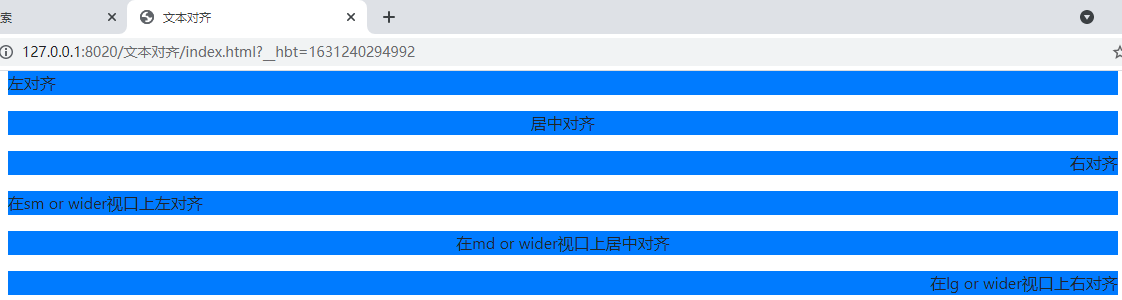 索
文本对齐
127.0.0.1:8020/文本对齐/index.html?__hbt=1631240294992
左对齐
居中对齐
右对齐
在sm or wider视口上左对齐
在md or wider视口上居中对齐
在lg or wider视口上右对齐